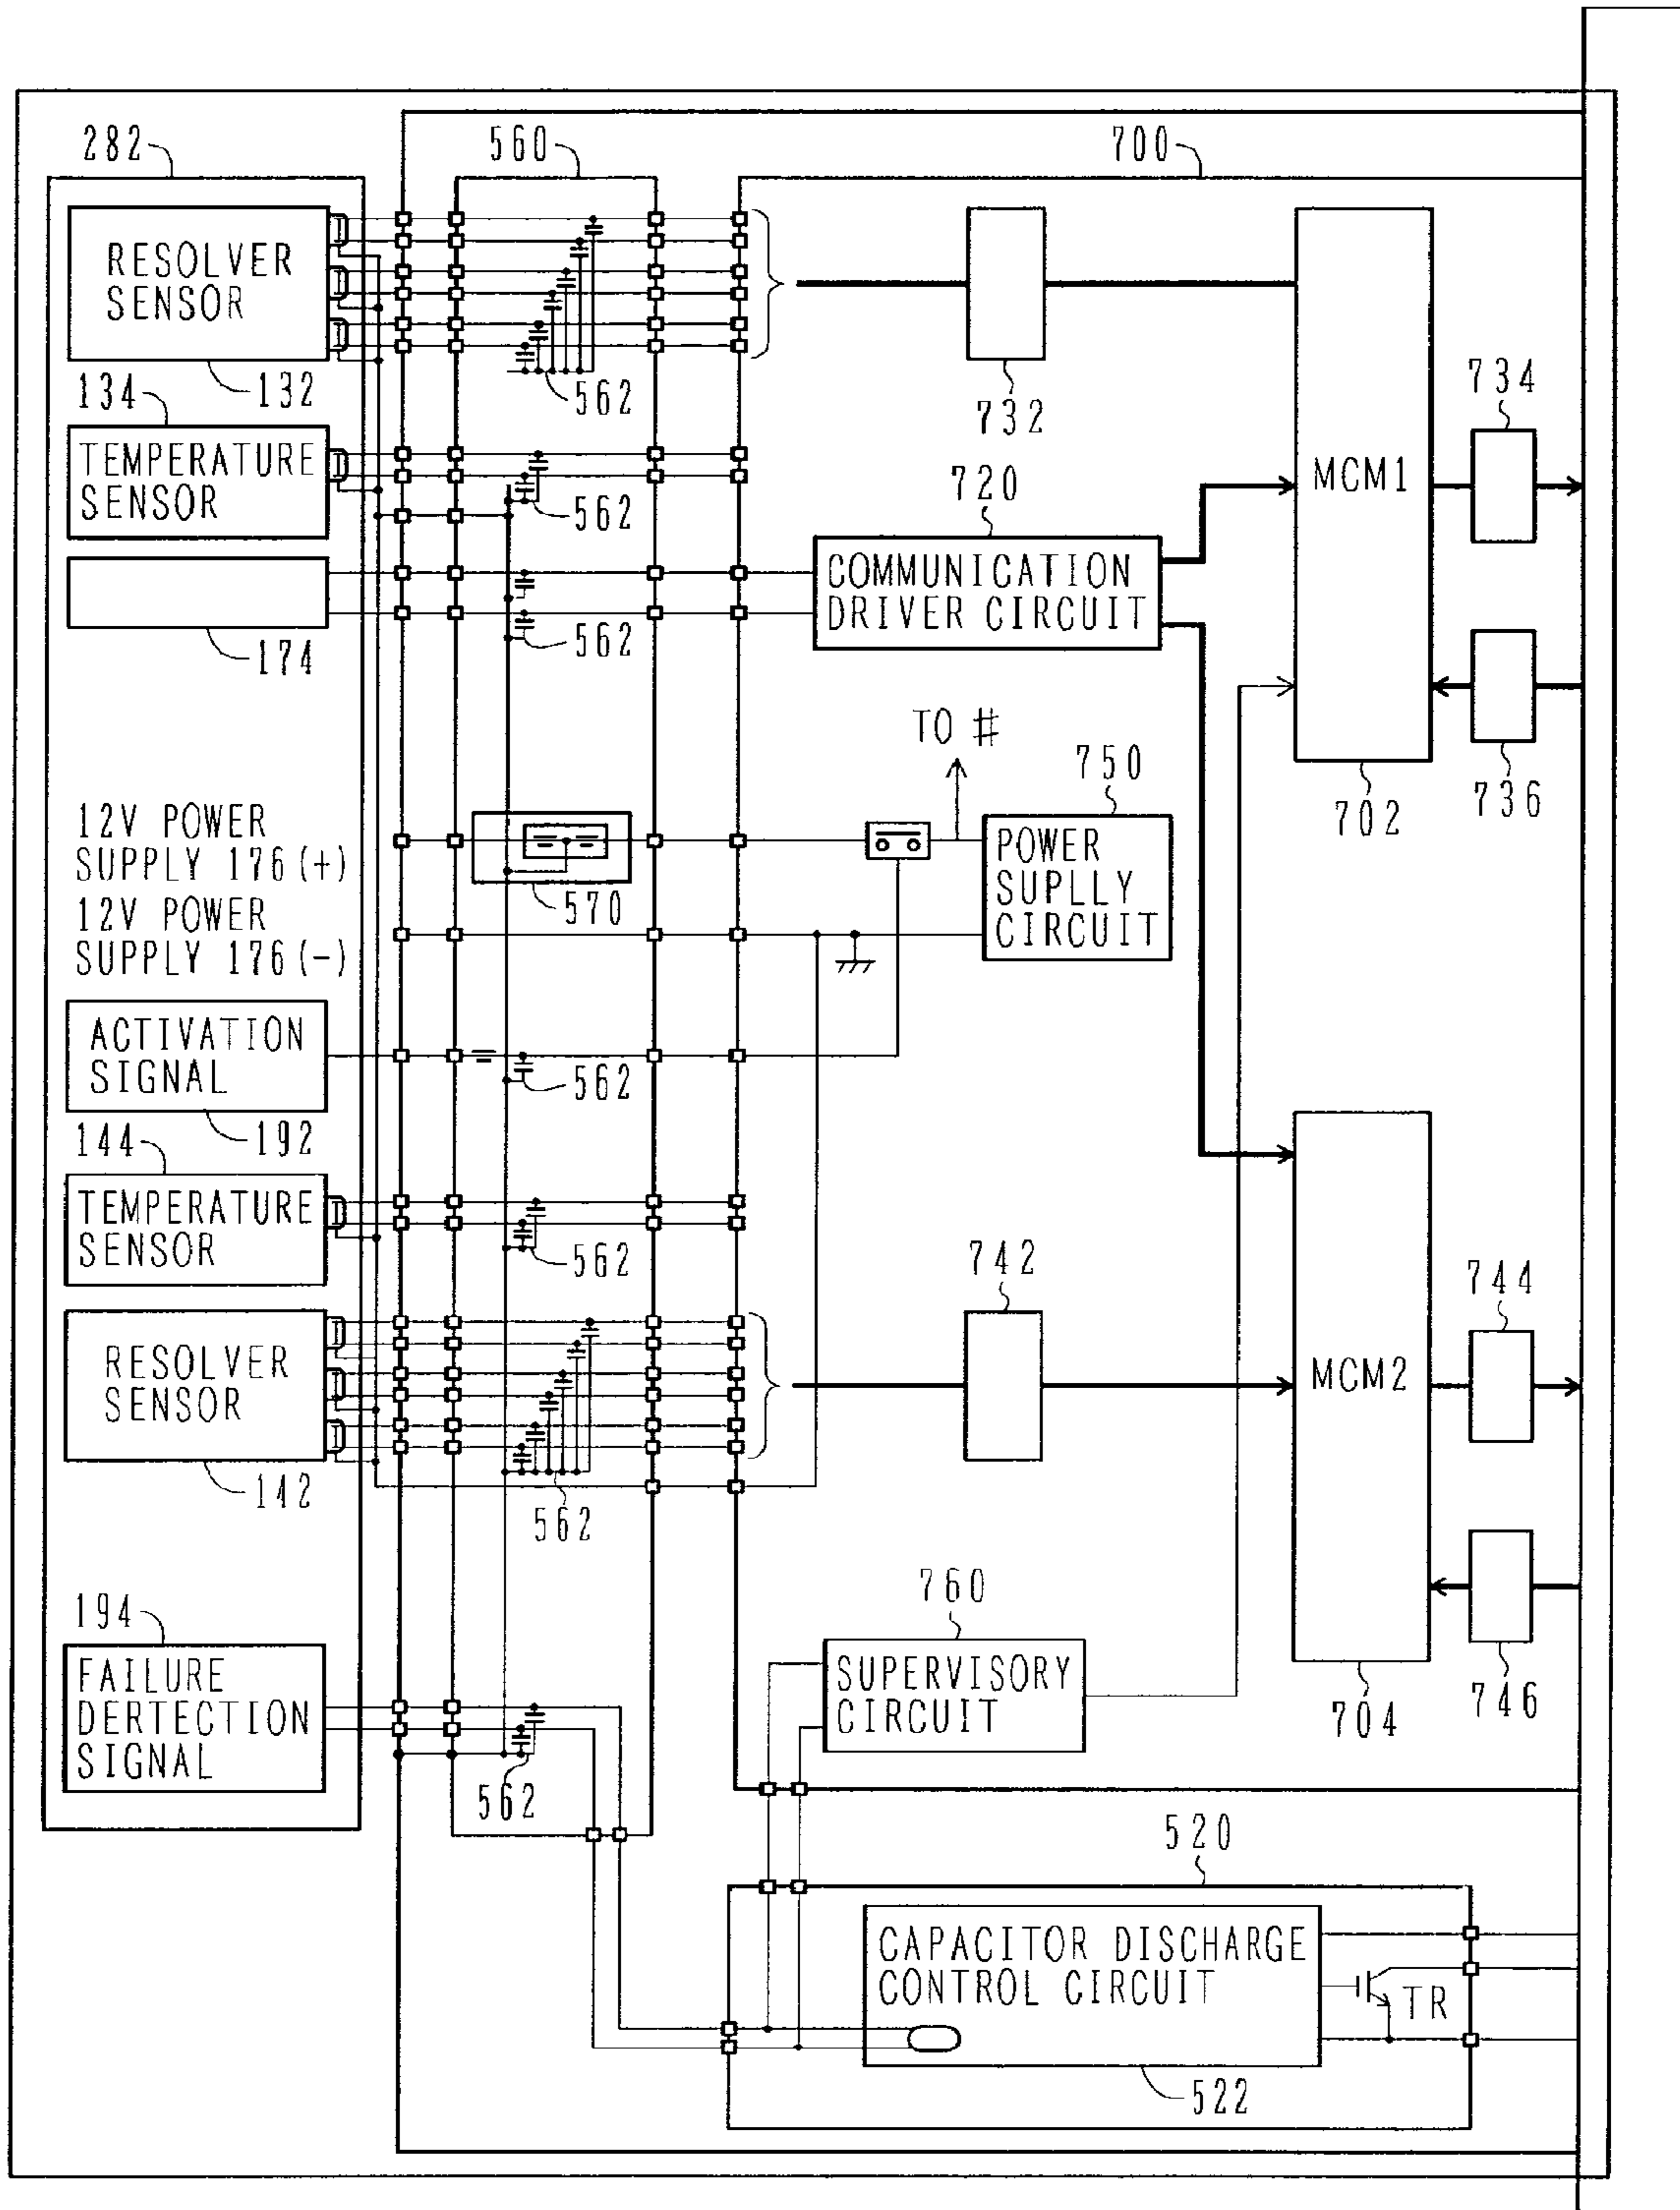 282
560
700
RESOLVER
SENSOR
132
562
732
734
134
TEMPERATURE
SENSOR
562
720
MCM1
COMMUNICATION
DRIVER CIRCUIT
174
562
TO #
750
702
736
12V POWER
SUPPLY 176(+)
12V POWER
SUPPLY 176(-)
570
POWER
SUPLLY
CIRCUIT
ACTIVATION
SIGNAL
192
562
144
TEMPERATURE
SENSOR
562
742
744
RESOLVER
SENSOR
142
562
MCM2
194
FAILURE
DERTECTION
SIGNAL
562
760
SUPERVISORY
CIRCUIT
704
746
520
CAPACITOR DISCHARGE
CONTROL CIRCUIT
TR
522